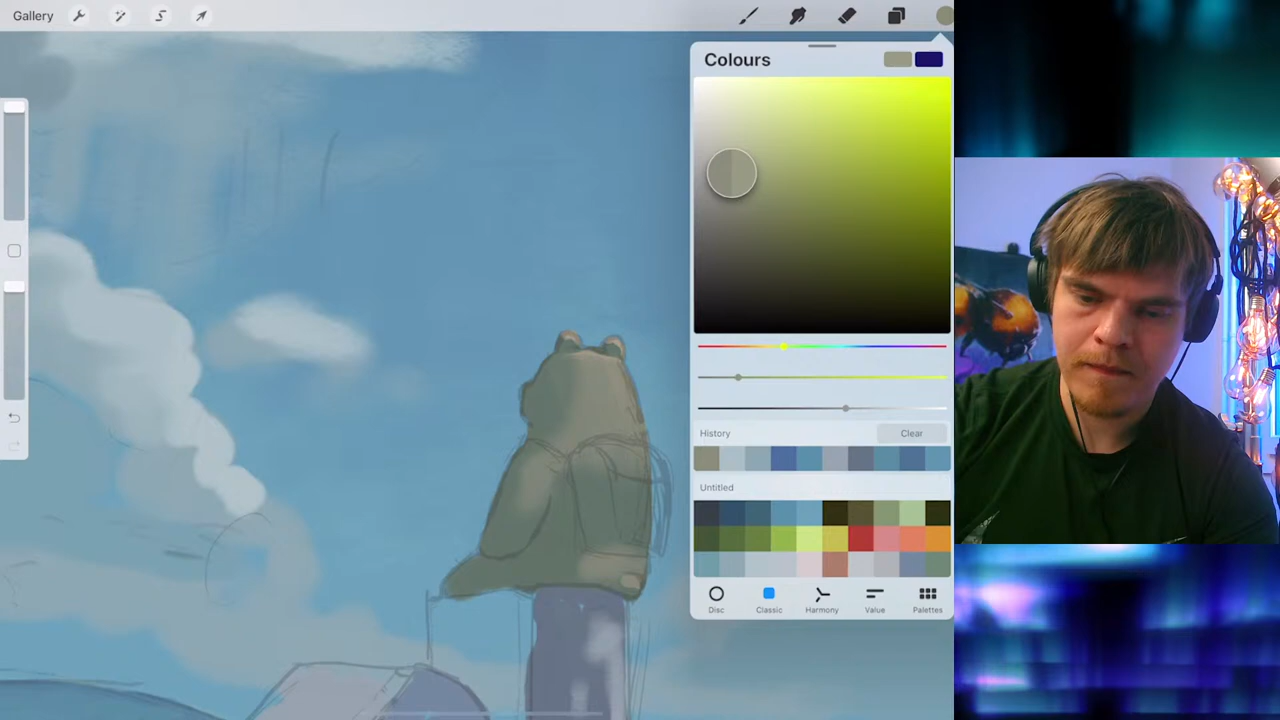 Gallery
Colours
History
Clear
Untitled
Disc
Classic
Harmony
Value
Palettes